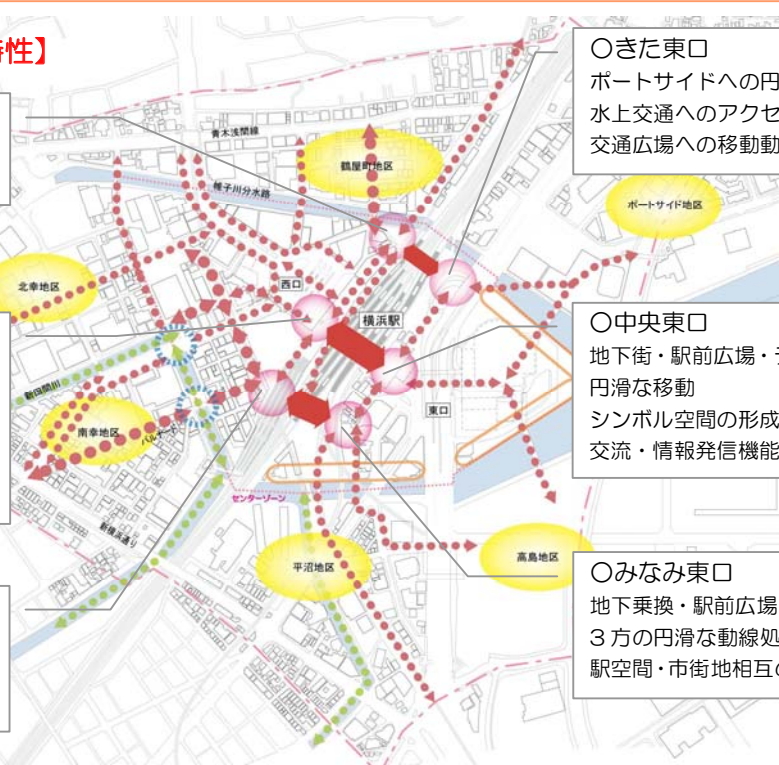 性】
○きた東口
ポートサイドへの円
水上交通へのアクセ
交通広場への移動動
青木浅間線
鶴屋町地区
帷子川分水路
ポートサイド地区
北幸地区
西口
横浜駅
○中央東口
地下街・駅前広場・デ
円滑な移動
シンボル空間の形成
交流・情報発信機能
新田間川
東口
南幸地区
パルナード
センターゾーン
新横浜通り
平沼地区
高島地区
○みなみ東口
地下乗換・駅前広場
3方の円滑な動線処
駅空間・市街地相互の